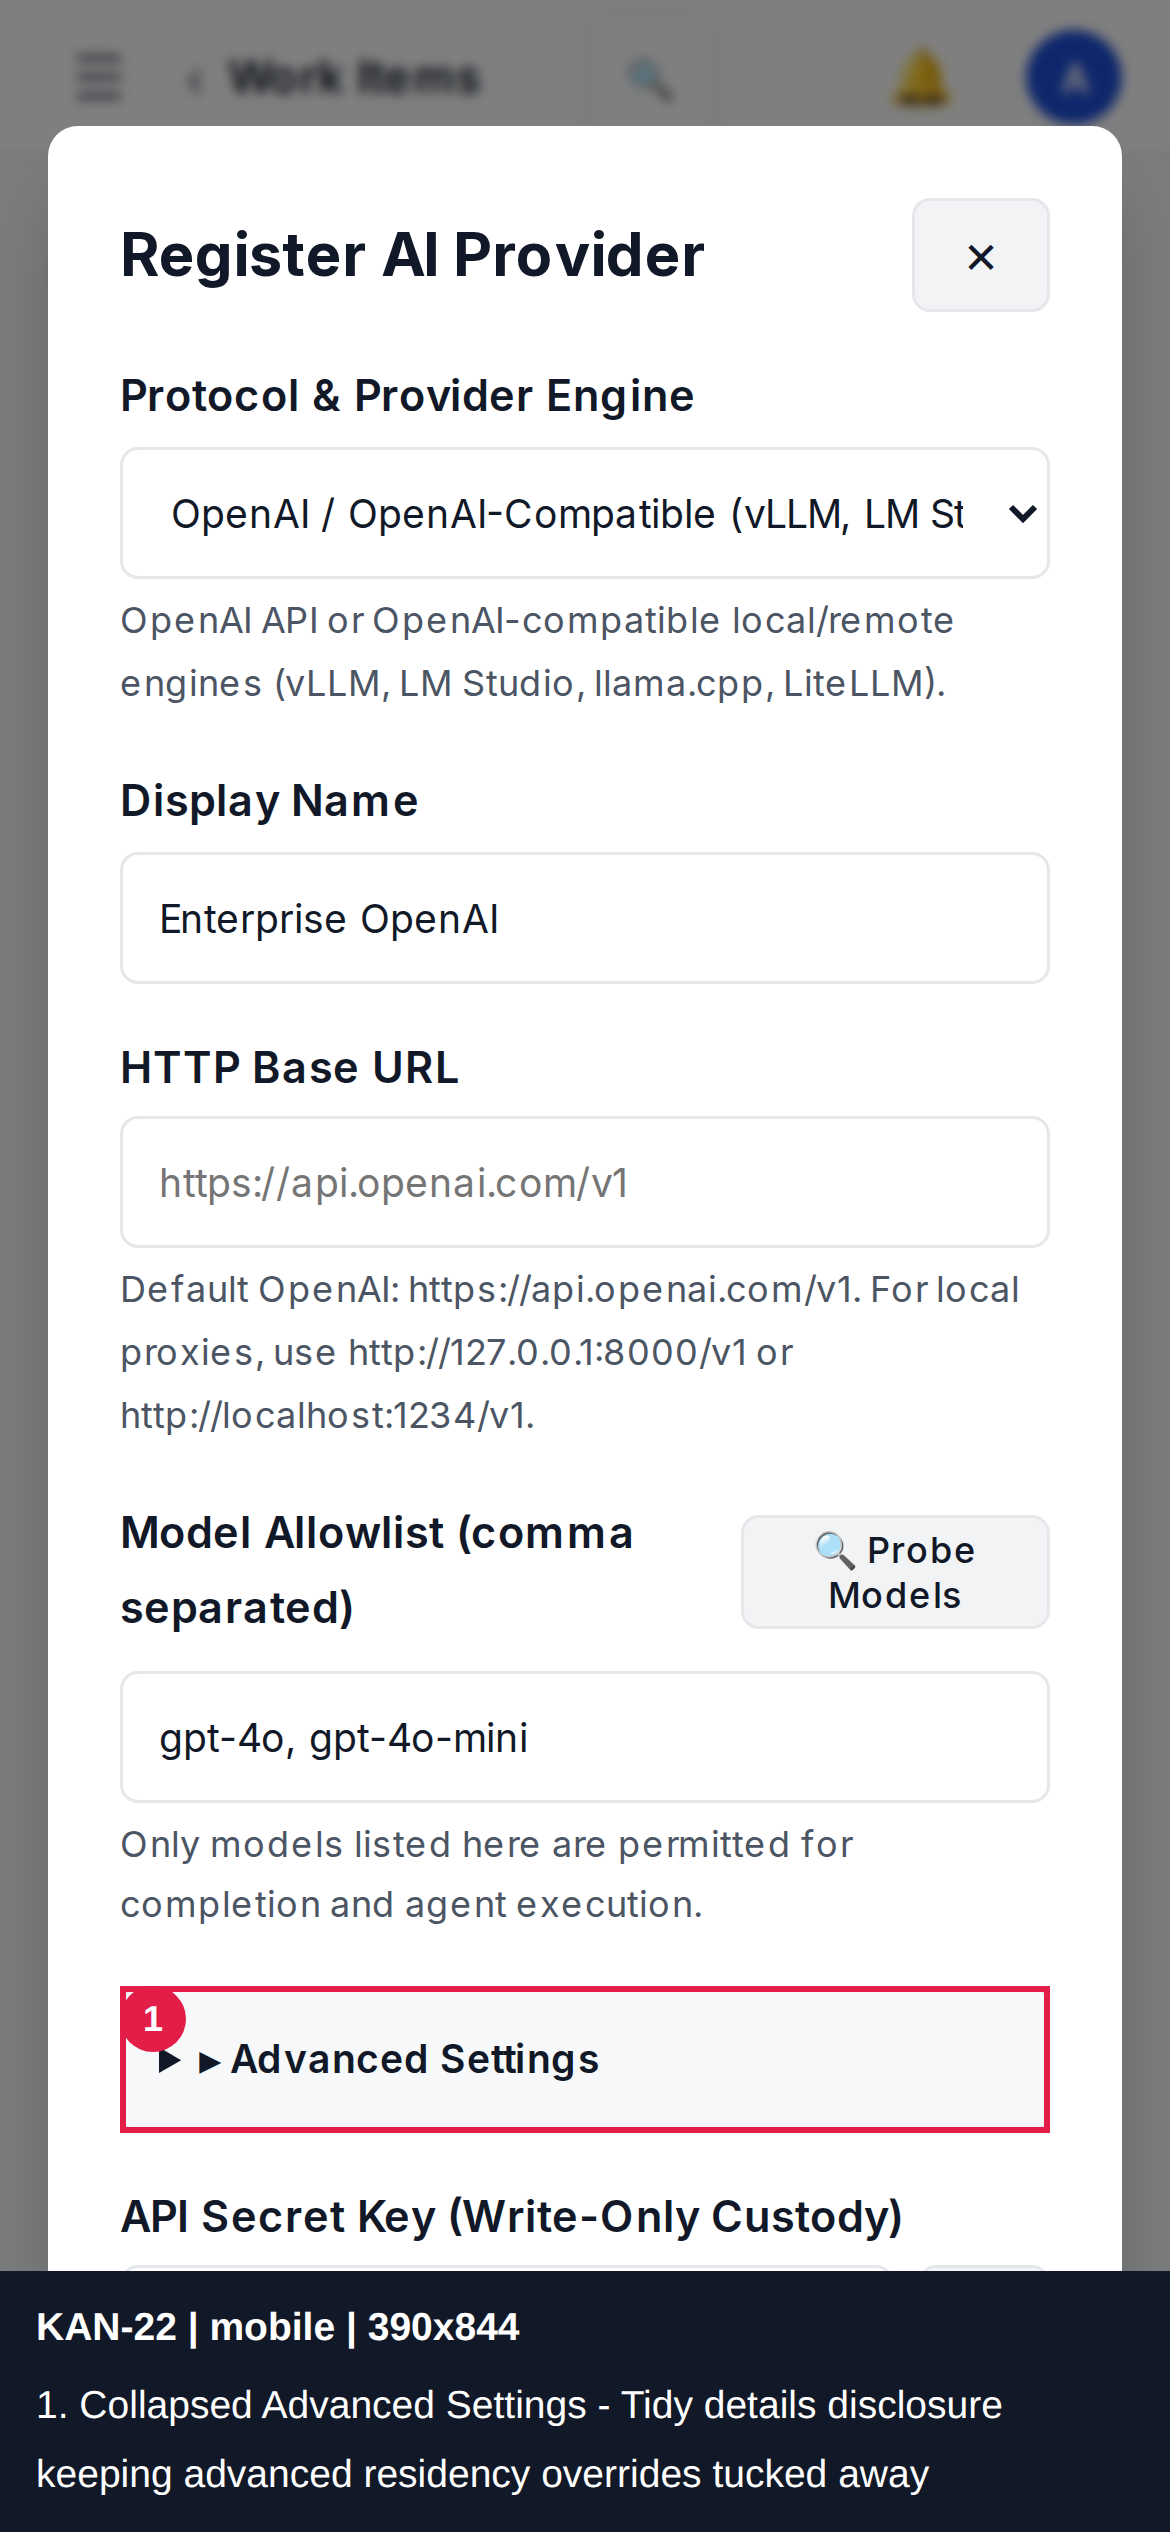 Work Items
A
Register AI Provider
Protocol & Provider Engine
OpenAI / OpenAI-Compatible (vLLM, LM St
OpenAI API or OpenAI-compatible local/remote
engines (vLLM, LM Studio, llama.cpp, LiteLLM).
Display Name
Enterprise OpenAI
HTTP Base URL
https://api.openai.com/v1
Default OpenAI: https://api.openai.com/v1. For local
proxies, use http://127.0.0.1:8000/v1 or
http://localhost:1234/v1.
Model Allowlist (comma
separated)
Probe
Models
gpt-4o, gpt-4o-mini
Only models listed here are permitted for
completion and agent execution.
1
Advanced Settings
API Secret Key (Write-Only Custody)
KAN-22 | mobile | 390x844
1. Collapsed Advanced Settings - Tidy details disclosure
keeping advanced residency overrides tucked away